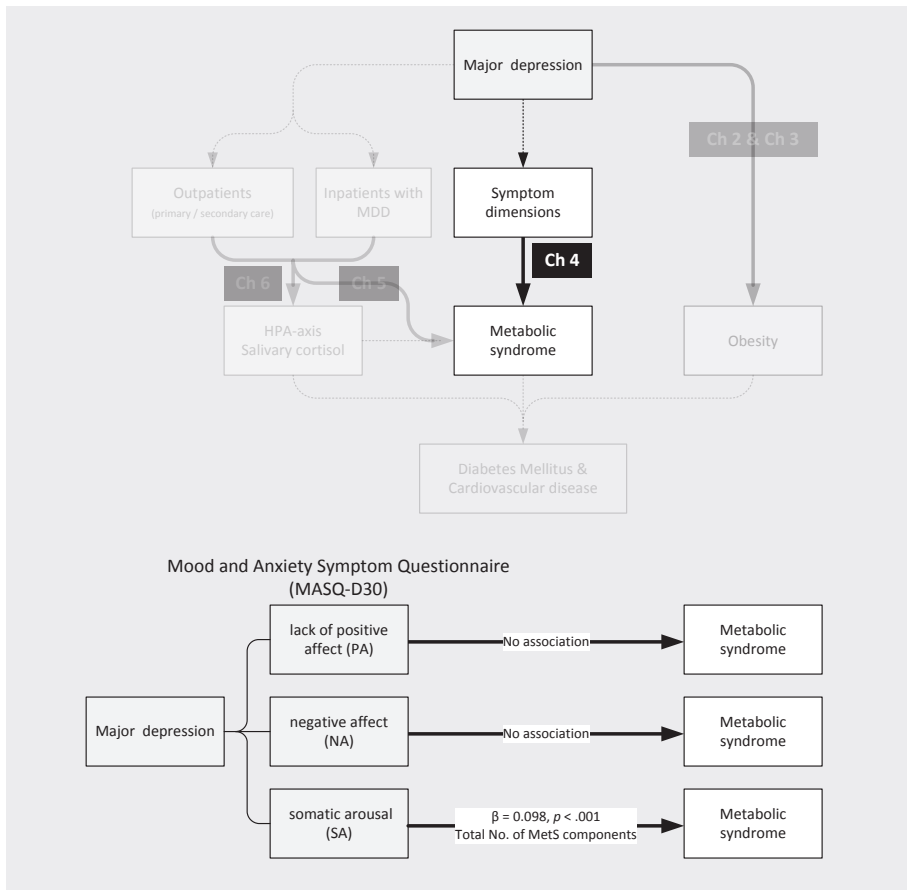 Major depression
Ch 2 & Ch 3
Outpatients
(primary / secondary care)
Inpatients with
MDD
Symptom
dimensions
Ch 4
Ch 6
Ch 5
HPA-axis
Salivary cortisol
Metabolic
syndrome
Obesity
Diabetes Mellitus &
Cardiovascular disease
Mood and Anxiety Symptom Questionnaire
(MASQ-D30)
lack of positive
affect (PA)
No association
Metabolic
syndrome
Major depression
negative affect
(NA)
No association
Metabolic
syndrome
somatic arousal
(SA)
β = 0.098, p < .001
Total No. of MetS components
Metabolic
syndrome